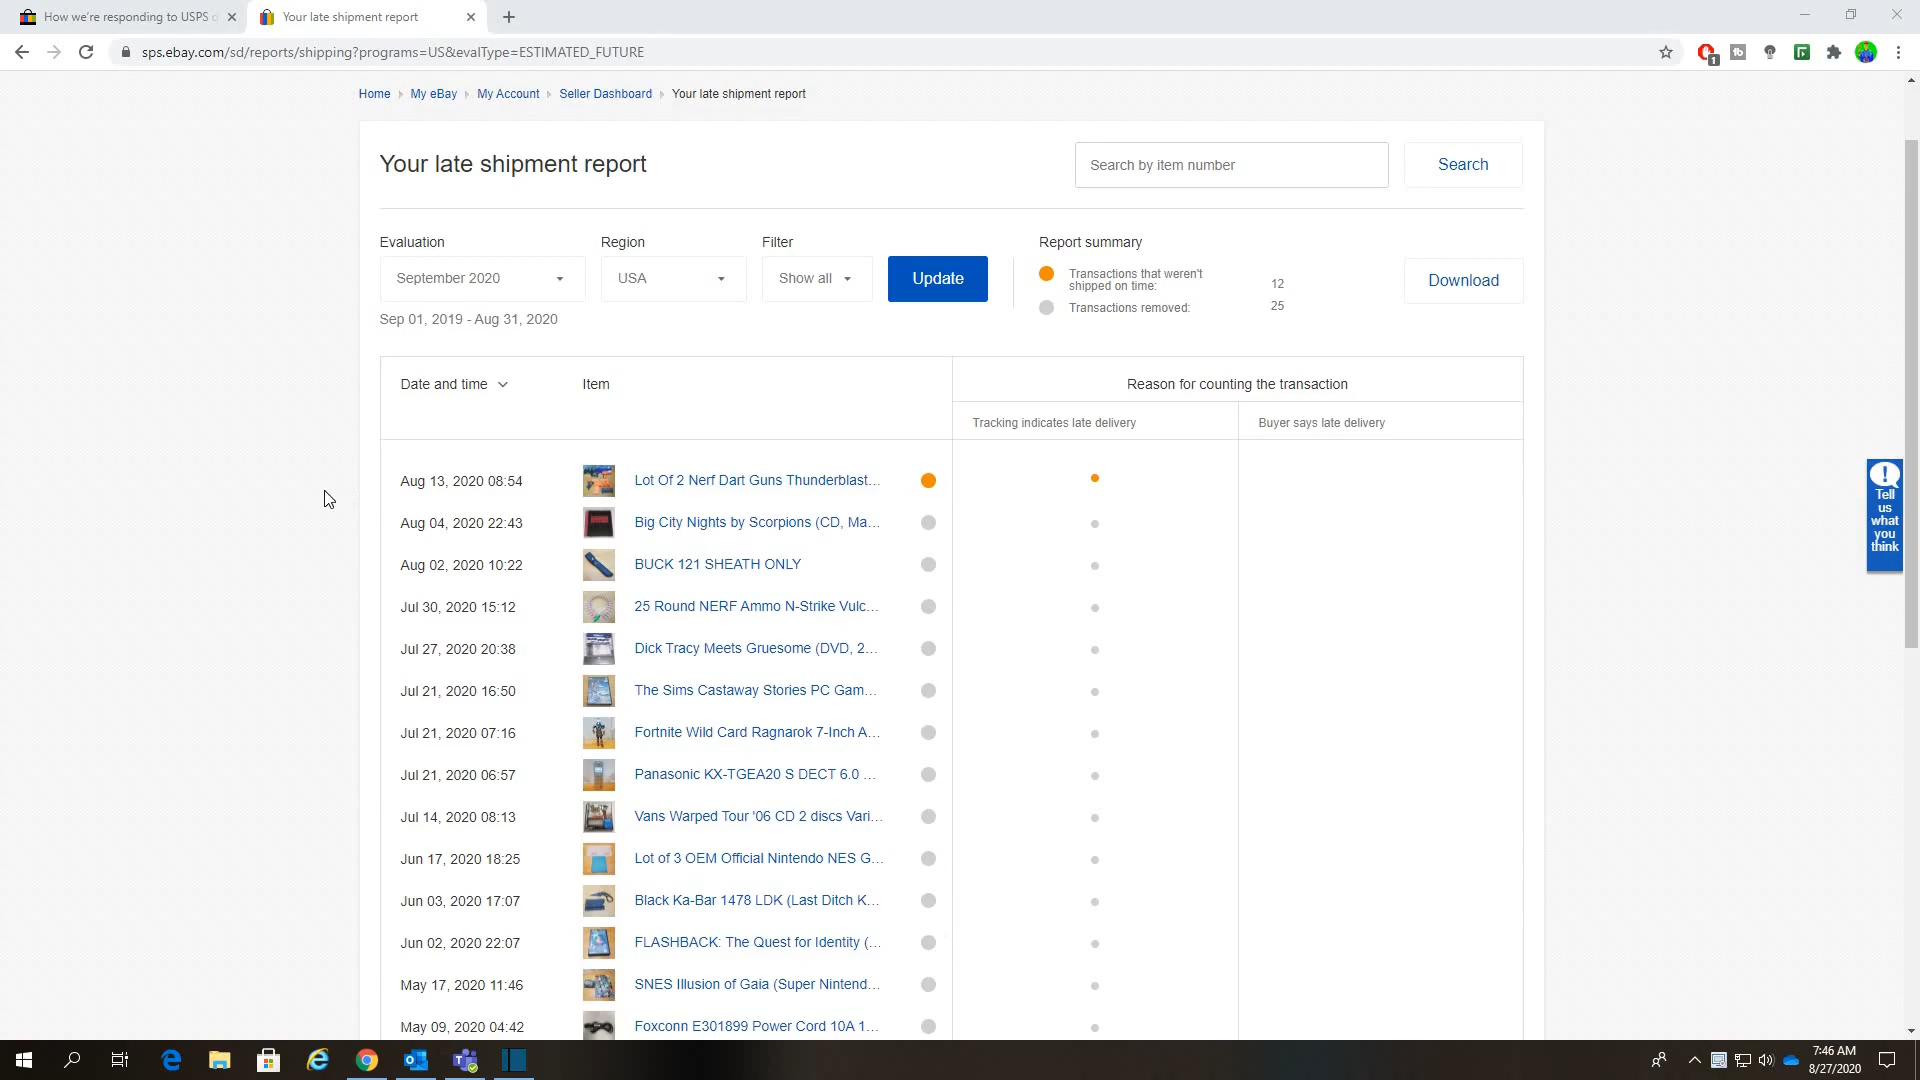 How we're responding to USPS d
Your late shipment report
sps.ebay.com/sd/reports/shipping?programs=US&evalType=ESTIMATED_FUTURE
1
Home
My eBay
My Account
Seller Dashboard
Your late shipment report
Your late shipment report
Search by item number
Search
Evaluation
Region
Filter
Report summary
September 2020
USA
Show all
Update
Transactions that weren't
shipped on time:
12
Transactions removed:
25
Download
Sep 01, 2019 - Aug 31, 2020
Date and time
Item
Reason for counting the transaction
Tracking indicates late delivery
Buyer says late delivery
Aug 13, 2020 08:54 Lot Of 2 Nerf Dart Guns Thunderblast...
Aug 04, 2020 22:43 Big City Nights by Scorpions (CD, Ma...
Aug 02, 2020 10:22 BUCK 121 SHEATH ONLY
Jul 30, 2020 15:12 25 Round NERF Ammo N-Strike Vulc...
Jul 27, 2020 20:38 Dick Tracy Meets Gruesome (DVD, 2...
Jul 21, 2020 16:50 The Sims Castaway Stories PC Gam...
Jul 21, 2020 07:16 Fortnite Wild Card Ragnarok 7-Inch A...
Jul 21, 2020 06:57 Panasonic KX-TGEA20 S DECT 6.0 ...
Jul 14, 2020 08:13 Vans Warped Tour '06 CD 2 discs Vari...
Jun 17, 2020 18:25 Lot of 3 OEM Official Nintendo NES G...
Jun 03, 2020 17:07 Black Ka-Bar 1478 LDK (Last Ditch K...
Jun 02, 2020 22:07 FLASHBACK: The Quest for Identity (...
May 17, 2020 11:46 SNES Illusion of Gaia (Super Nintend...
May 09, 2020 04:42 Foxconn E301899 Power Cord 10A 1...
Tell
us
what
you
think
7:46 AM
8/27/2020